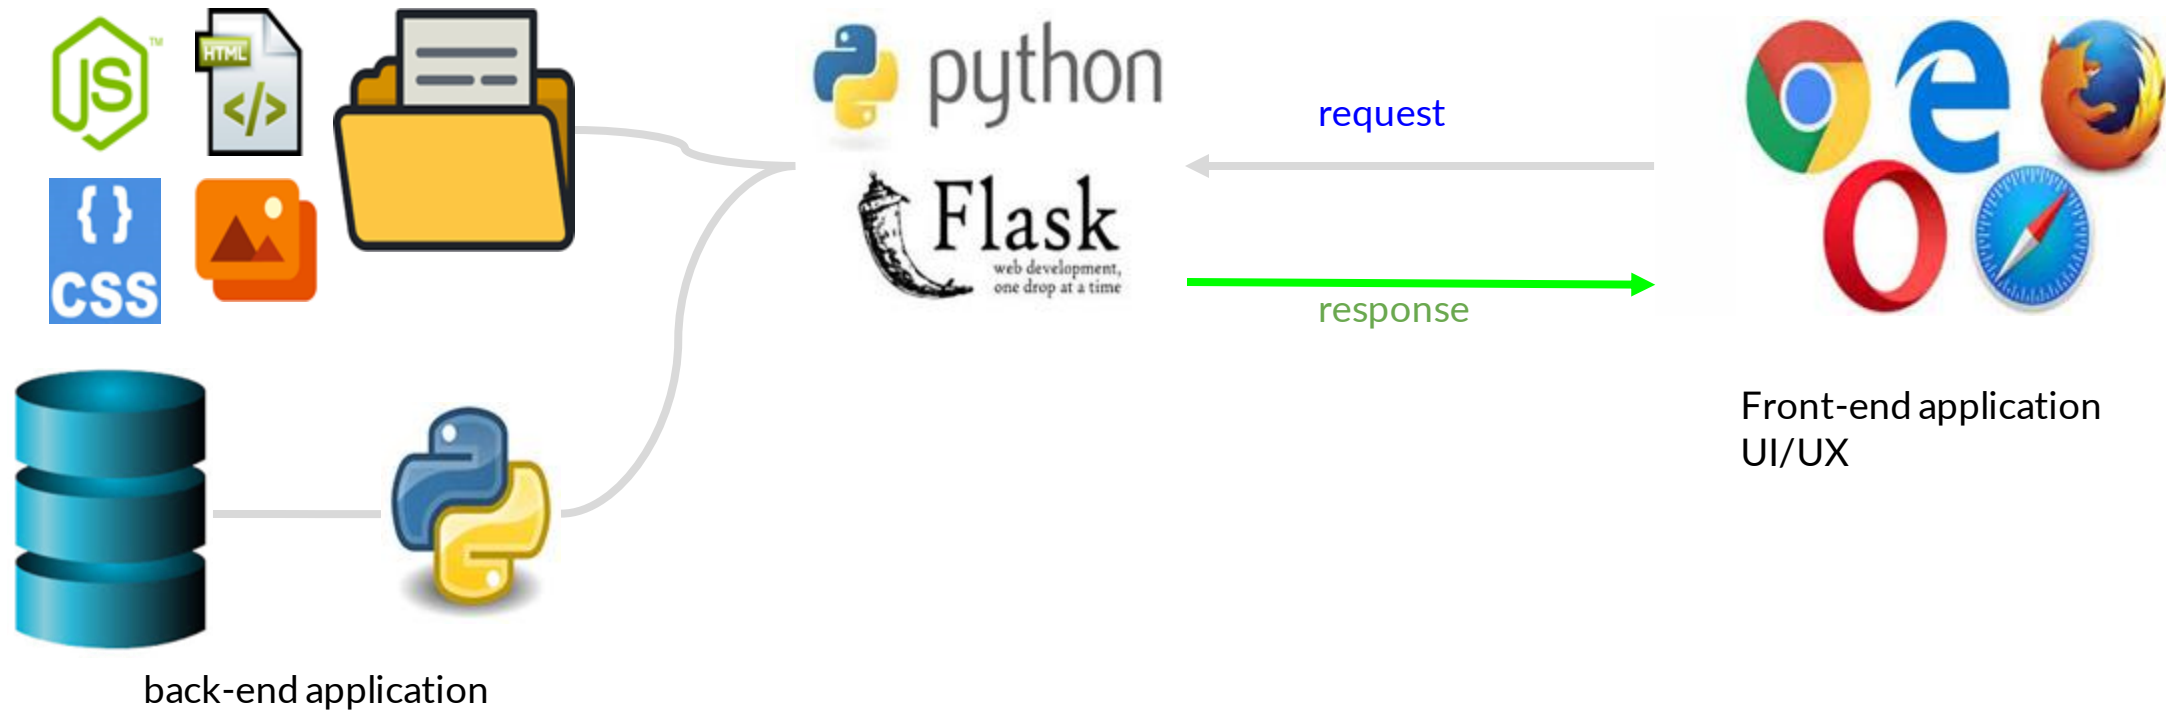 JS™
HTML
</>
{ }
CSS
python
Flask
web development,
one drop at a time
request
response
Front-end application
UI/UX
back-end application